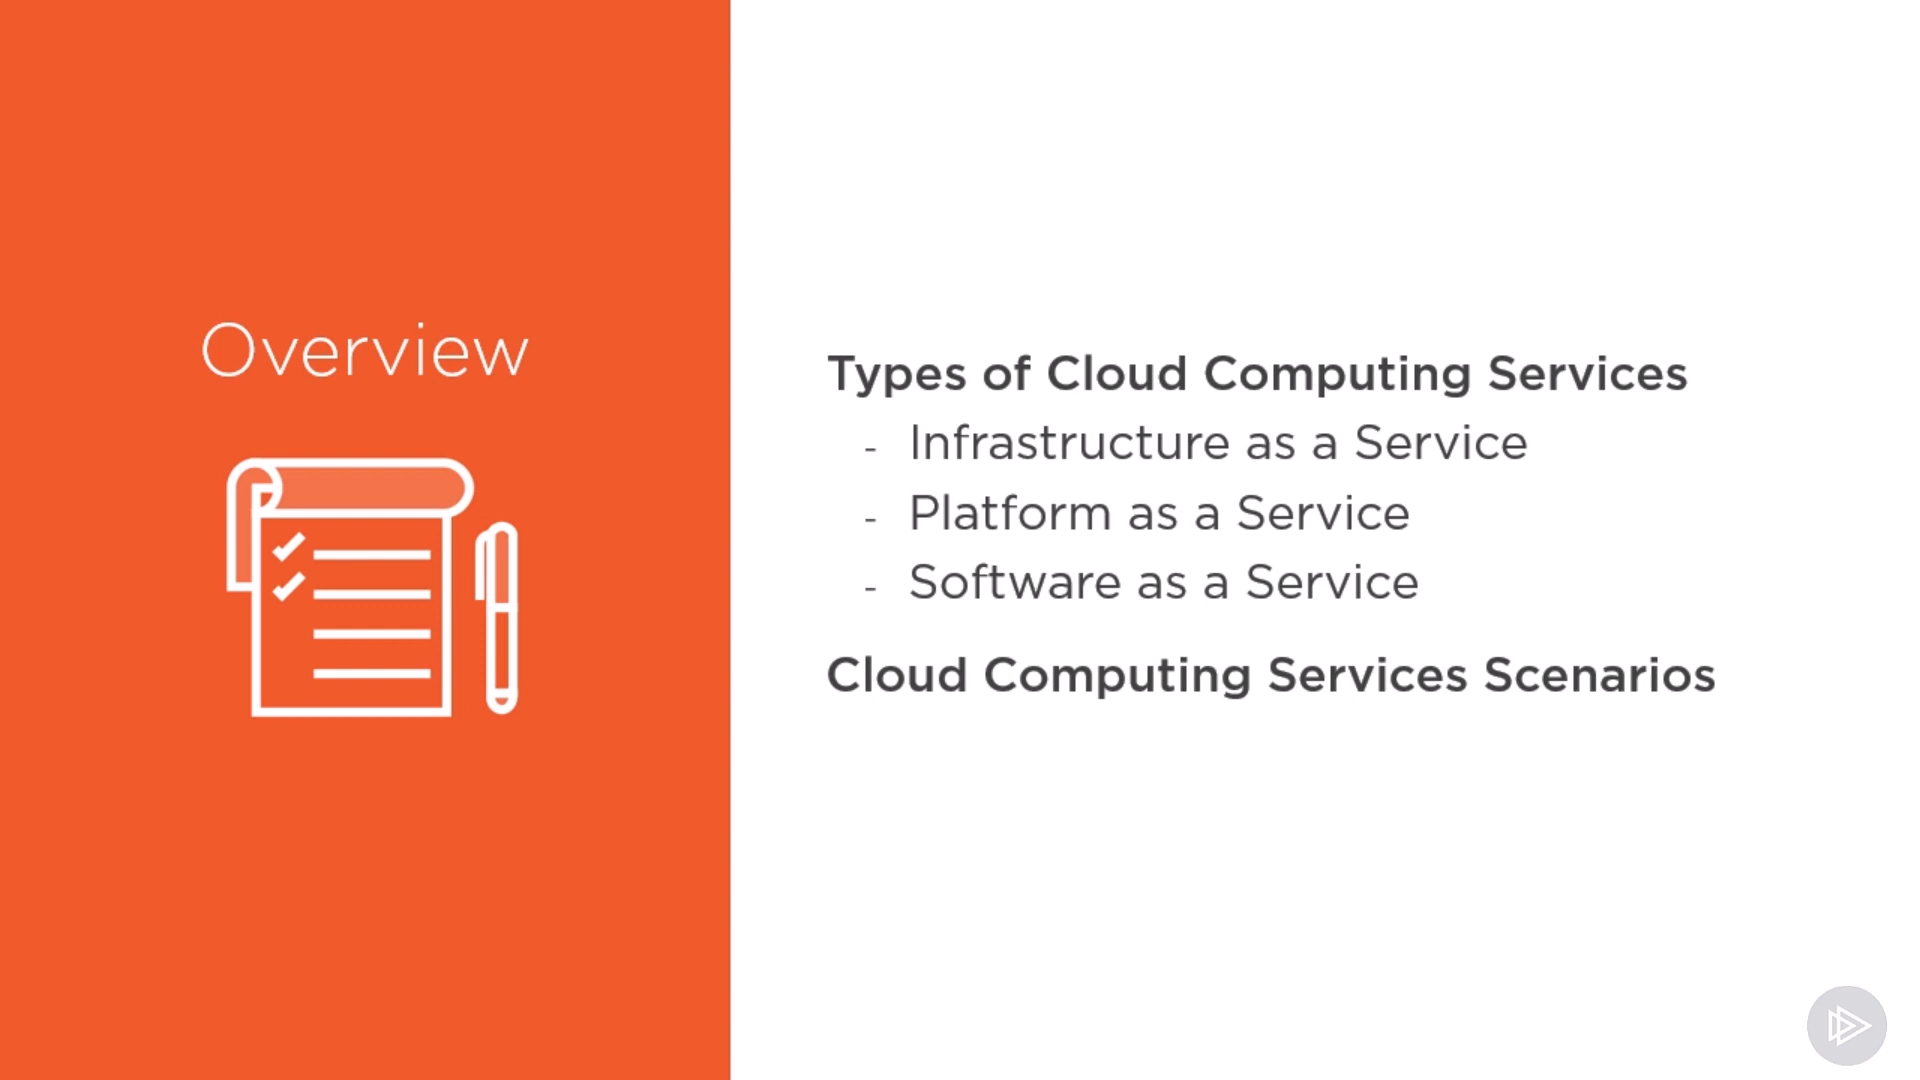 Overview
Types of Cloud Computing Services
- Infrastructure as a Service
- Platform as a Service
- Software as a Service
Cloud Computing Services Scenarios